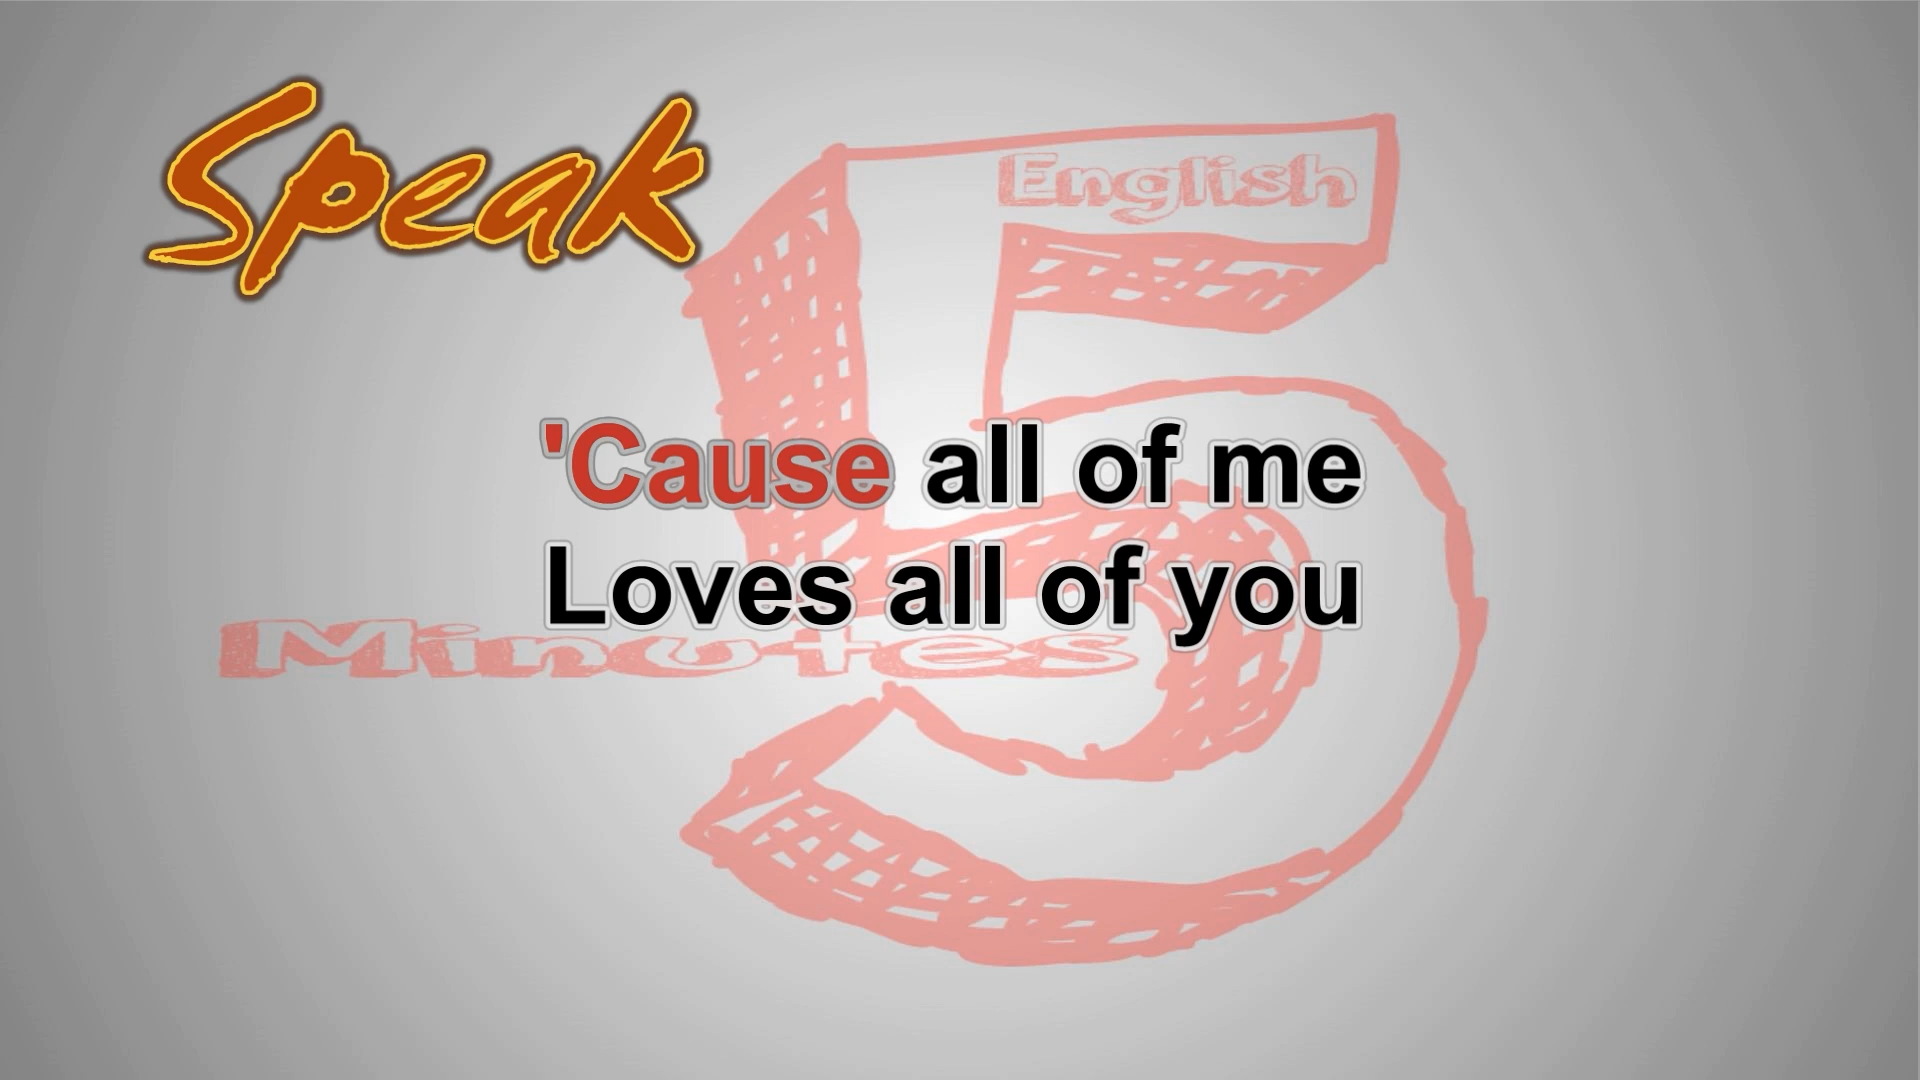 Speak
English
'Cause all of me
Loves all of you
Minutes